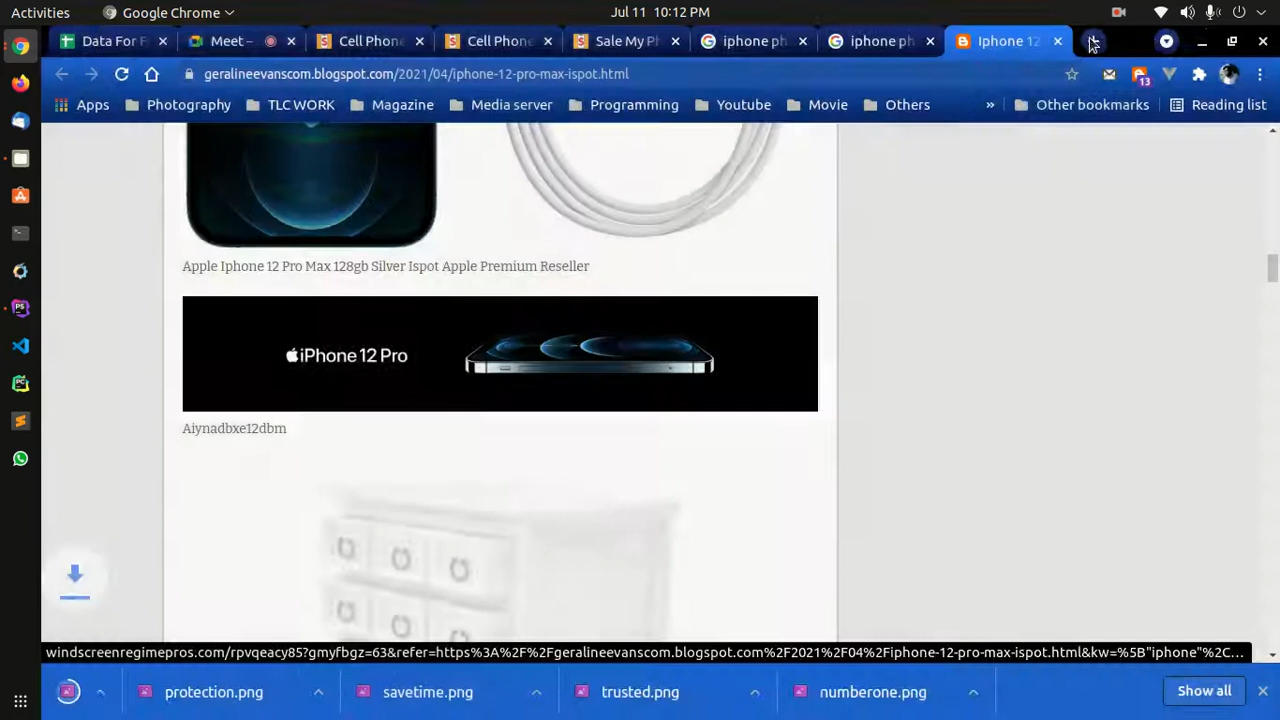 Activities Google Chrome Jul 11 10:12 PM
Data For F Meet – Cell Phone Cell Phone Sale My Ph iphone ph iphone ph Iphone 12
geralineevanscom.blogspot.com/2021/04/iphone-12-pro-max-ispot.html 13
Apps Photography TLC WORK Magazine Media server Programming Youtube Movie Others » Other bookmarks Reading list
Apple Iphone 12 Pro Max 128gb Silver Ispot Apple Premium Reseller
iPhone 12 Pro
Aiynadbxe12dbm
windscreenregimepros.com/rpvqeacy85?gmyfbgz=63&refer=https%3A%2F%2Fgeralineevanscom.blogspot.com%2F2021%2F04%2Fiphone-12-pro-max-ispot.html&kw=%5B"iphone"%2C...
protection.png savetime.png trusted.png numberone.png Show all